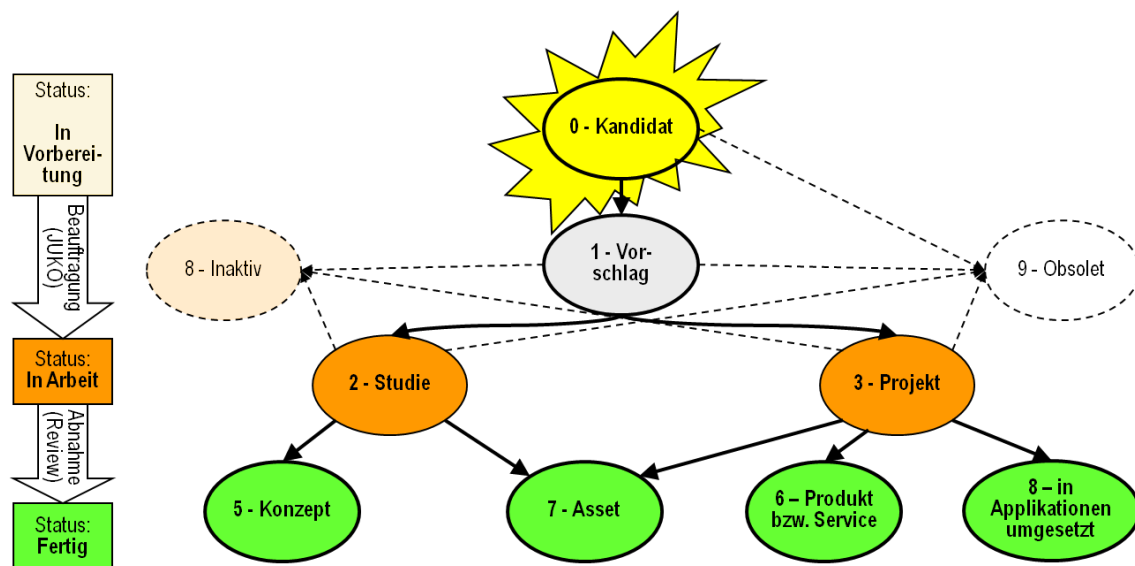 Status:
In
Vorberei-
tung
Beauftragung
(JUKO)
Status:
In Arbeit
Abnahme
(Review)
Status:
Fertig
0 - Kandidat
1 - Vor-
schlag
8 - Inaktiv
9 - Obsolet
2 - Studie
3 - Projekt
5 - Konzept
7 - Asset
6 – Produkt
bzw. Service
8 – in
Applikationen
umgesetzt